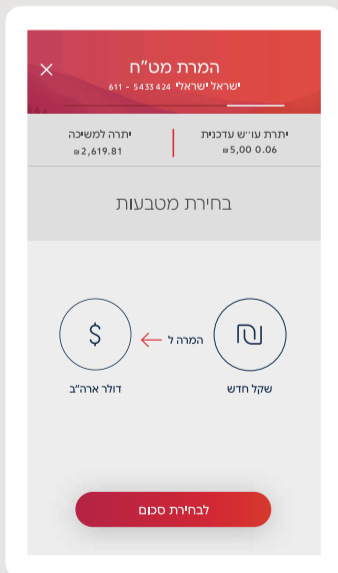 המרת מט"ח
ישראל ישראלי 424 5433 - 611
יתרת עו"ש עדכנית
₪5,00 0.06
יתרה למשיכה
₪2,619.81
בחירת מטבעות
₪
המרה ל
$
שקל חדש
דולר ארה"ב
לבחירת סכום